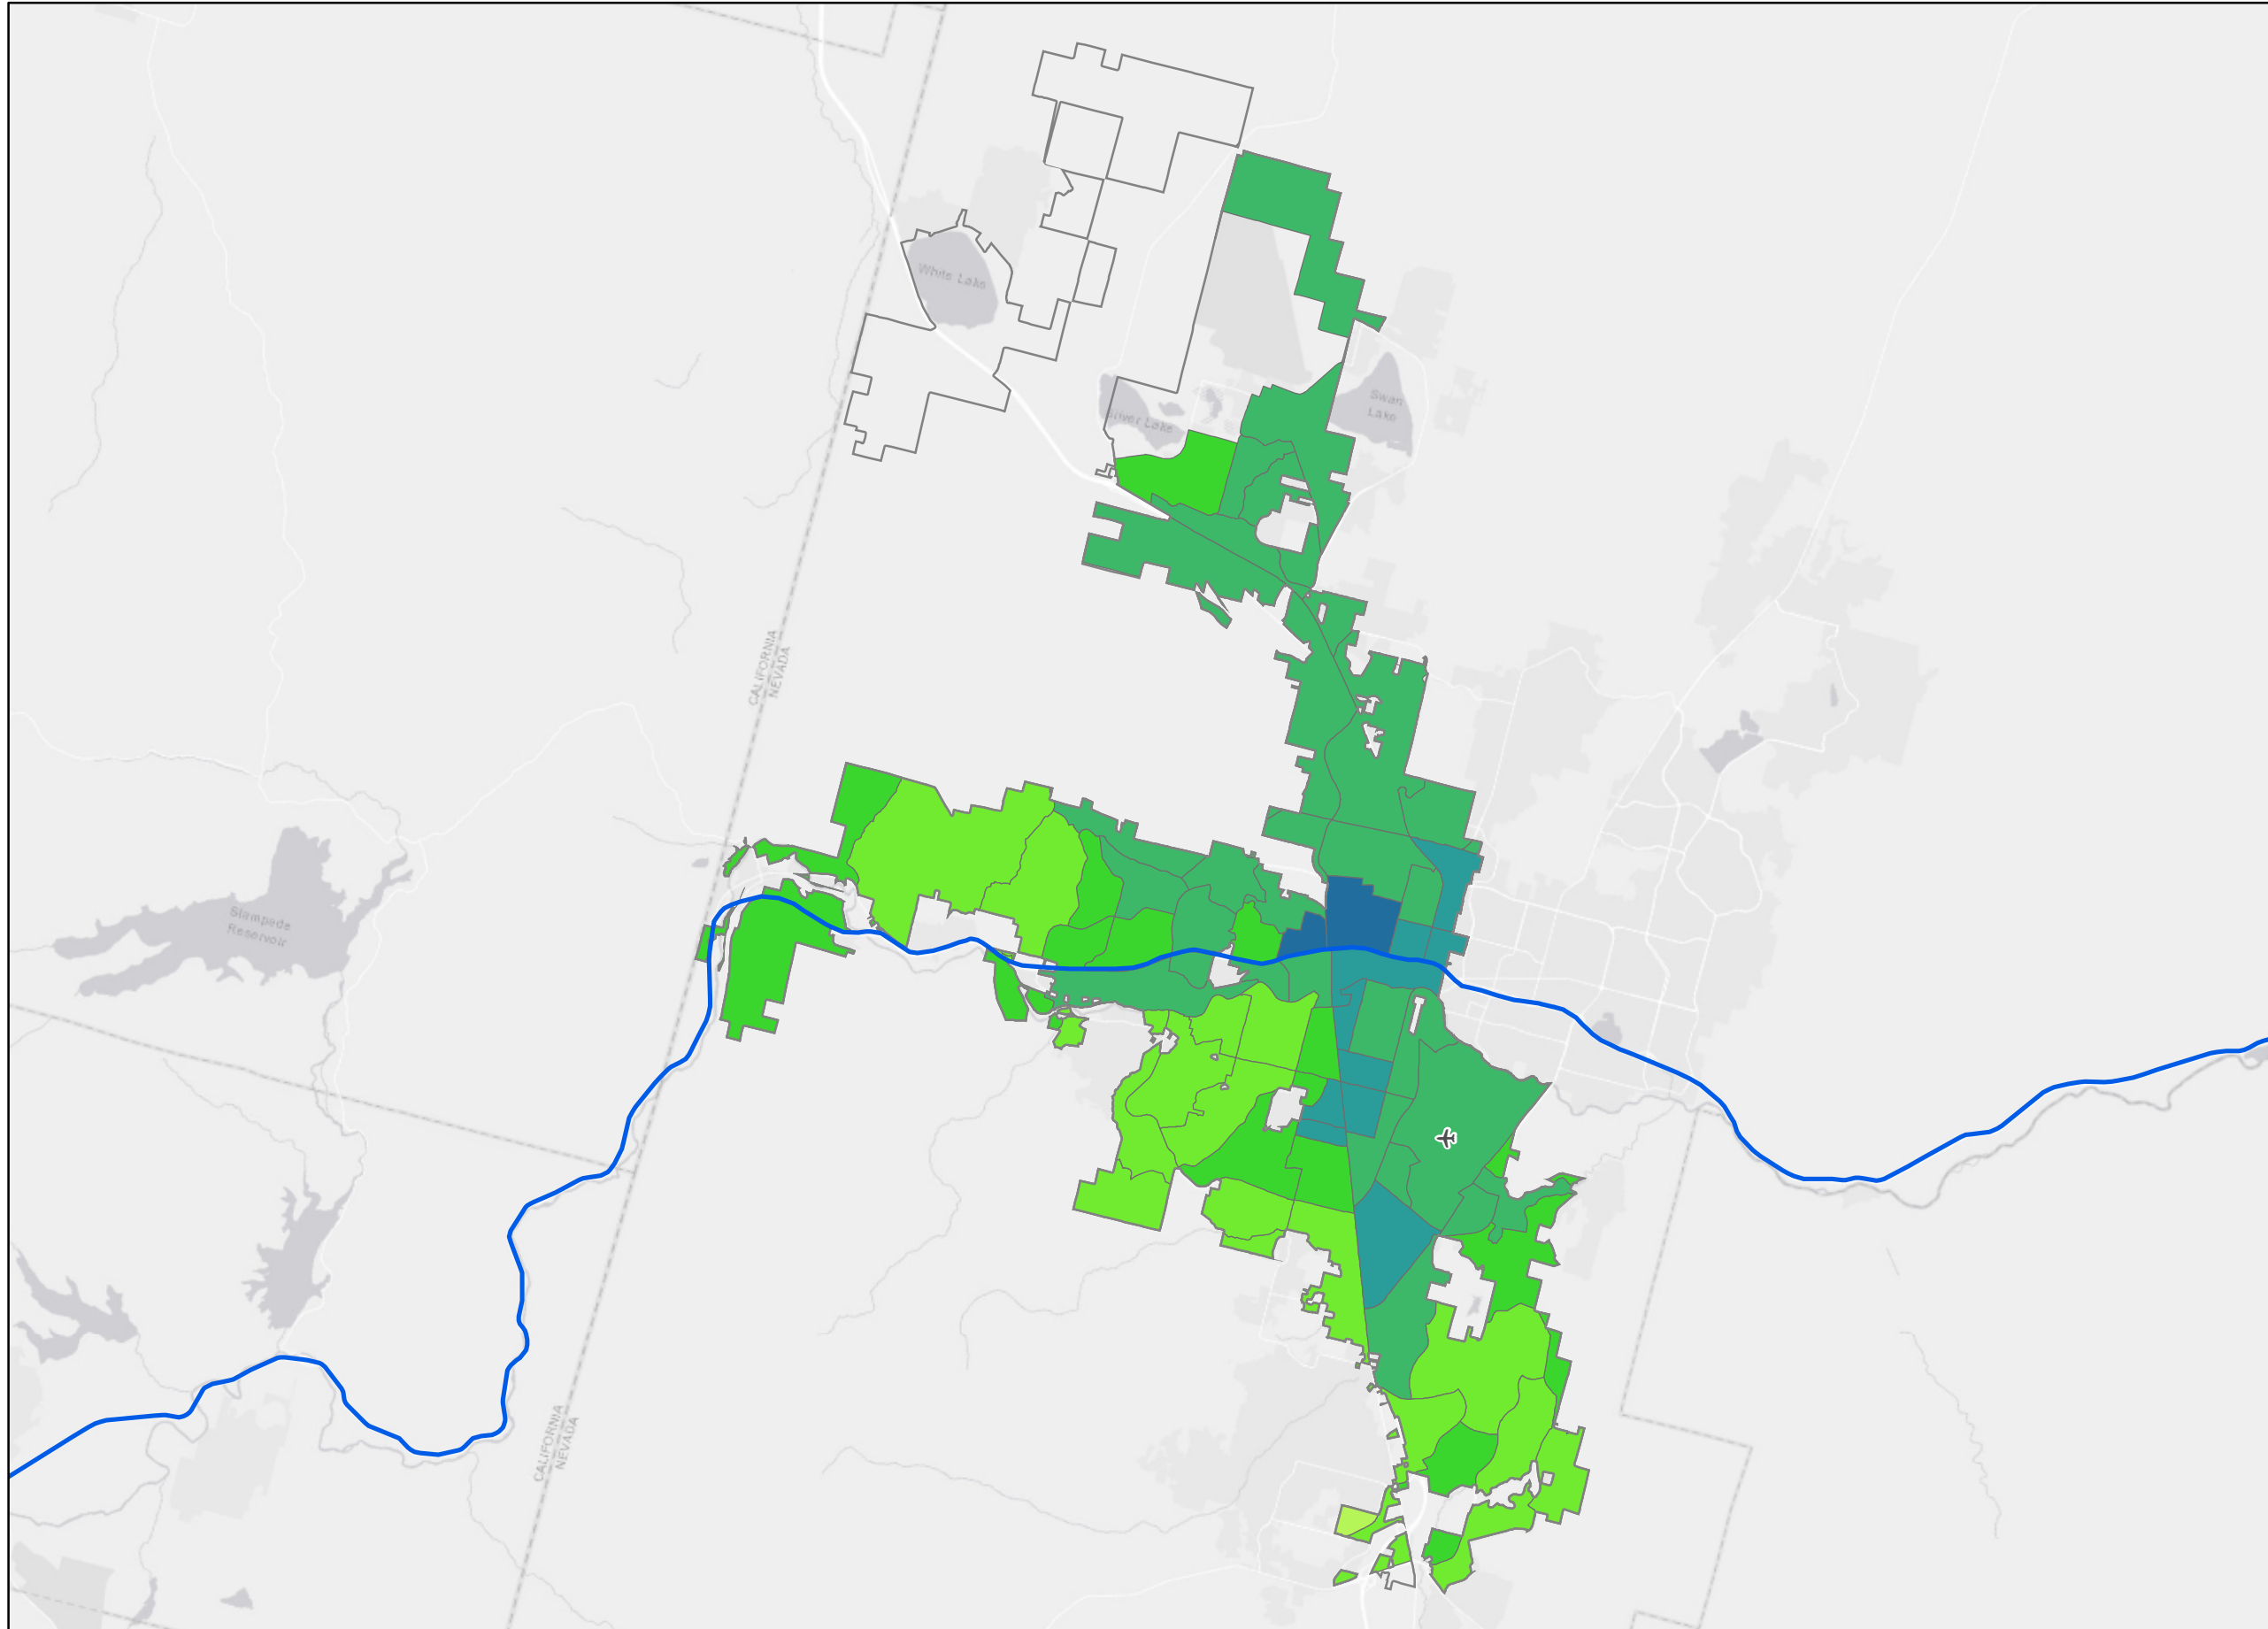 White Lake
Silver Lake
Swan
Lake
CALIFORNIA
NEVADA
Stampede
Reservoir
CALIFORNIA
NEVADA